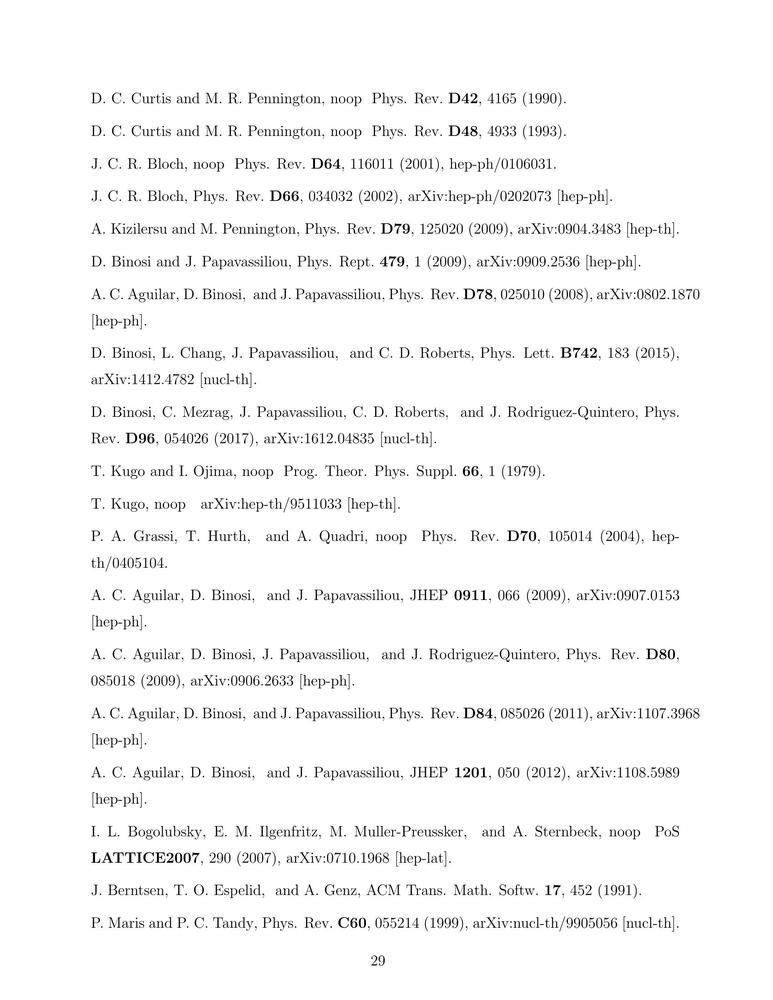 D. C. Curtis and M. R. Pennington, noop Phys. Rev. D42, 4165 (1990).
D. C. Curtis and M. R. Pennington, noop Phys. Rev. D48, 4933 (1993).
J. C. R. Bloch, noop Phys. Rev. D64, 116011 (2001), hep-ph/0106031.
J. C. R. Bloch, Phys. Rev. D66, 034032 (2002), arXiv:hep-ph/0202073 [hep-ph].
A. Kizilersu and M. Pennington, Phys. Rev. D79, 125020 (2009), arXiv:0904.3483 [hep-th].
D. Binosi and J. Papavassiliou, Phys. Rept. 479, 1 (2009), arXiv:0909.2536 [hep-ph].
A. C. Aguilar, D. Binosi, and J. Papavassiliou, Phys. Rev. D78, 025010 (2008), arXiv:0802.1870
[hep-ph].
D. Binosi, L. Chang, J. Papavassiliou, and C. D. Roberts, Phys. Lett. B742, 183 (2015),
arXiv:1412.4782 [nucl-th].
D. Binosi, C. Mezrag, J. Papavassiliou, C. D. Roberts, and J. Rodriguez-Quintero, Phys.
Rev. D96, 054026 (2017), arXiv:1612.04835 [nucl-th].
T. Kugo and I. Ojima, noop Prog. Theor. Phys. Suppl. 66, 1 (1979).
T. Kugo, noop arXiv:hep-th/9511033 [hep-th].
P. A. Grassi, T. Hurth, and A. Quadri, noop Phys. Rev. D70, 105014 (2004), hep-
th/0405104.
A. C. Aguilar, D. Binosi, and J. Papavassiliou, JHEP 0911, 066 (2009), arXiv:0907.0153
[hep-ph].
A. C. Aguilar, D. Binosi, J. Papavassiliou, and J. Rodriguez-Quintero, Phys. Rev. D80,
085018 (2009), arXiv:0906.2633 [hep-ph].
A. C. Aguilar, D. Binosi, and J. Papavassiliou, Phys. Rev. D84, 085026 (2011), arXiv:1107.3968
[hep-ph].
A. C. Aguilar, D. Binosi, and J. Papavassiliou, JHEP 1201, 050 (2012), arXiv:1108.5989
[hep-ph].
I. L. Bogolubsky, E. M. Ilgenfritz, M. Muller-Preussker, and A. Sternbeck, noop PoS
LATTICE2007, 290 (2007), arXiv:0710.1968 [hep-lat].
J. Berntsen, T. O. Espelid, and A. Genz, ACM Trans. Math. Softw. 17, 452 (1991).
P. Maris and P. C. Tandy, Phys. Rev. C60, 055214 (1999), arXiv:nucl-th/9905056 [nucl-th].
29